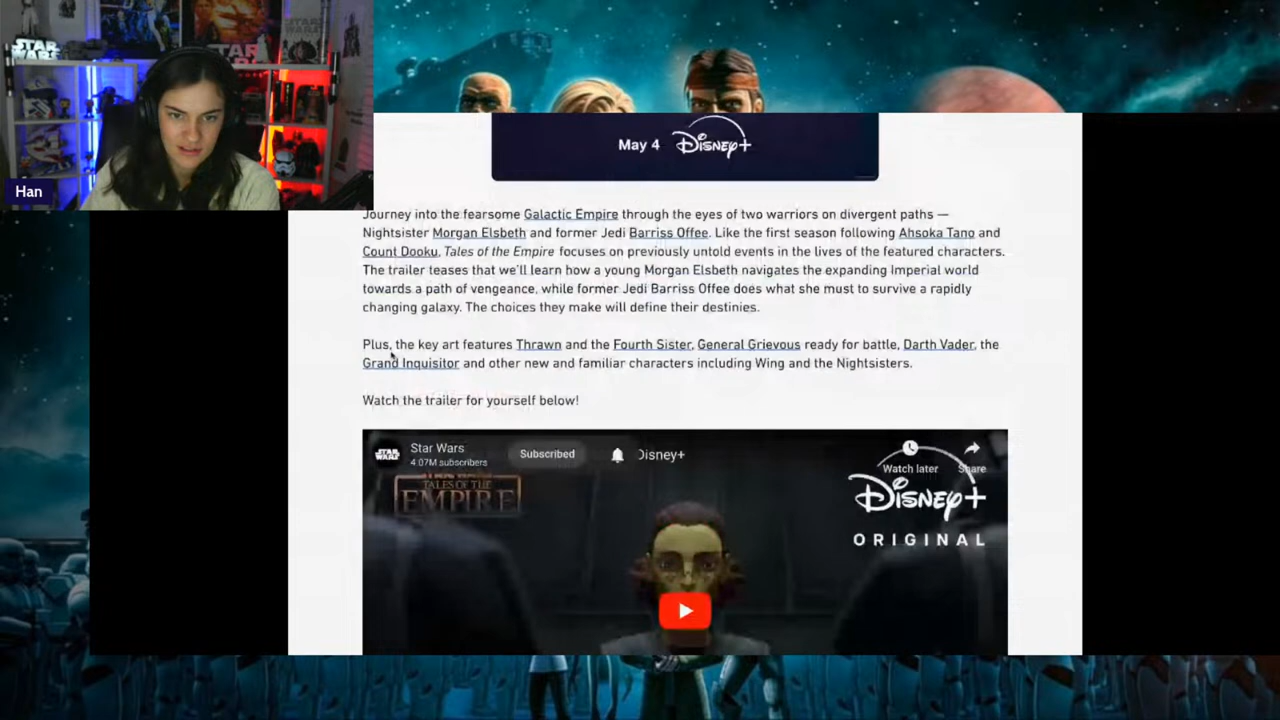 STAR
WARS
STAR
WARS
Han
May 4 Disney+
Journey into the fearsome Galactic Empire through the eyes of two warriors on divergent paths —
Nightsister Morgan Elsbeth and former Jedi Barriss Offee. Like the first season following Ahsoka Tano and
Count Dooku, Tales of the Empire focuses on previously untold events in the lives of the featured characters.
The trailer teases that we'll learn how a young Morgan Elsbeth navigates the expanding Imperial world
towards a path of vengeance, while former Jedi Barriss Offee does what she must to survive a rapidly
changing galaxy. The choices they make will define their destinies.
Plus, the key art features Thrawn and the Fourth Sister, General Grievous ready for battle, Darth Vader, the
Grand Inquisitor and other new and familiar characters including Wing and the Nightsisters.
Watch the trailer for yourself below!
STAR
WARS
Star Wars
4.07M subscribers
Subscribed
Disney+
Watch later
Share
TALES OF THE
EMPIRE
Disney+
ORIGINAL